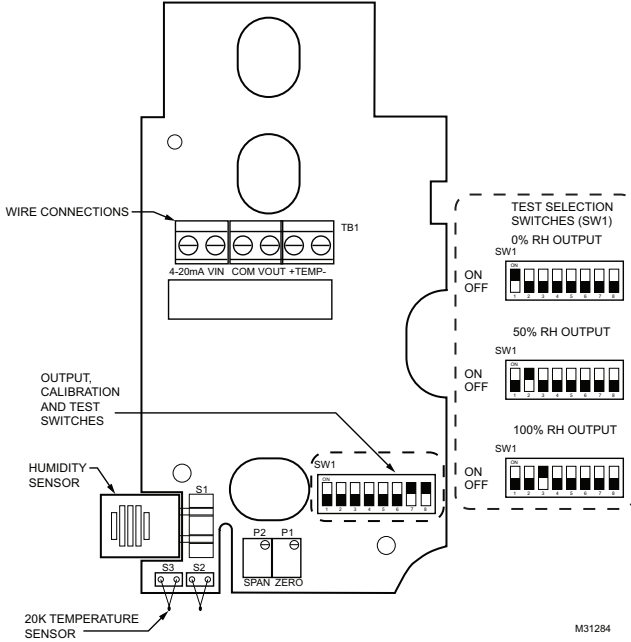 WIRE CONNECTIONS
TB1
4-20mA VIN COM VOUT +TEMP-
OUTPUT,
CALIBRATION
AND TEST
SWITCHES
SW1
ON
1 2 3 4 5 6 7 8
HUMIDITY
SENSOR
S1
P2 P1
SPAN ZERO
S3 S2
20K TEMPERATURE
SENSOR
TEST SELECTION
SWITCHES (SW1)
0% RH OUTPUT
SW1
ON
OFF
ON
1 2 3 4 5 6 7 8
50% RH OUTPUT
SW1
ON
OFF
ON
1 2 3 4 5 6 7 8
100% RH OUTPUT
SW1
ON
OFF
ON
1 2 3 4 5 6 7 8
M31284